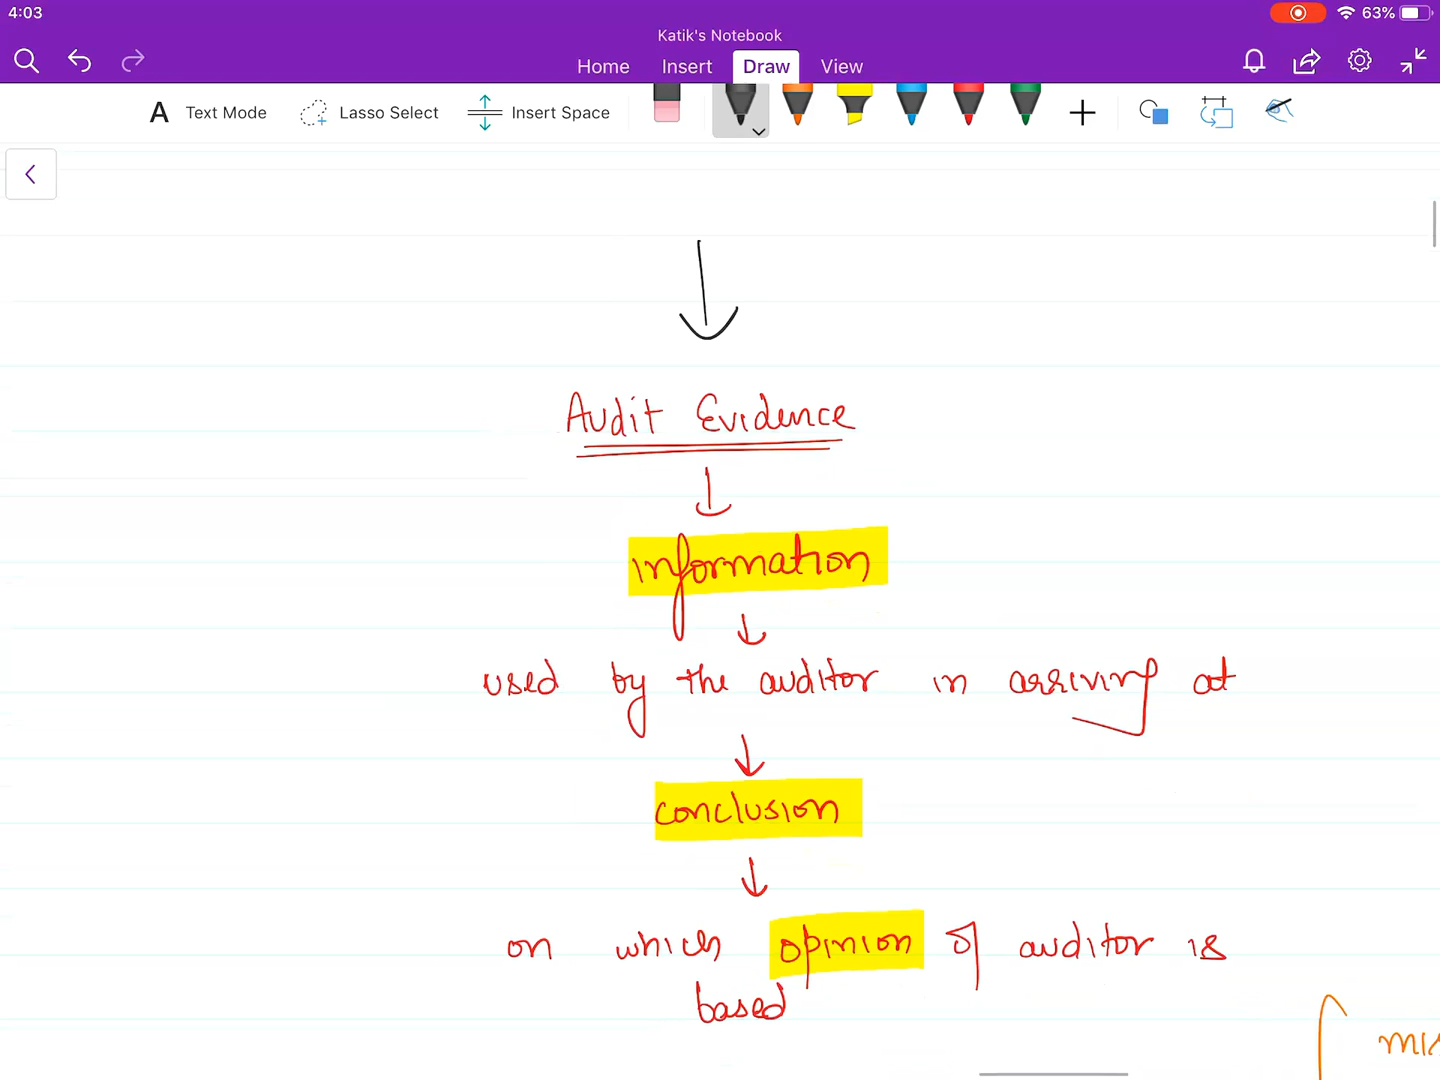 4:03
63%
Katik's Notebook
Home Insert Draw View
A Text Mode Lasso Select Insert Space
Audit Evidence
information
used by the auditor in arriving at
conclusion
on which opinion of auditor is
based